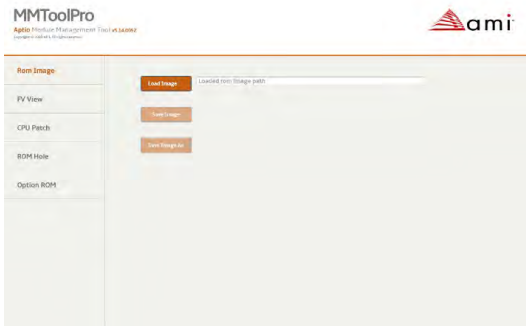 MMToolPro
Aptio Module Management Tool
ami
Rom Image
Load Image
Loaded rom Image path
FV View
Save Image
CPU Patch
Save Image As
ROM Hole
Option ROM